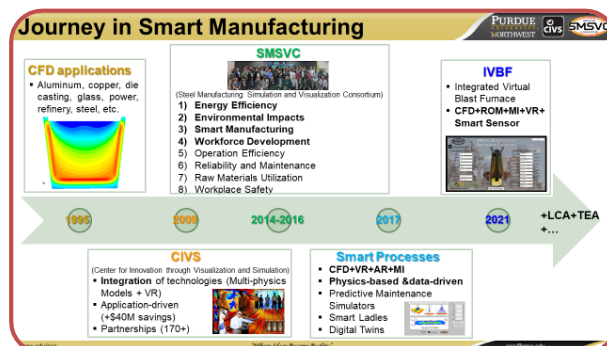 Journey in Smart Manufacturing
PURDUE
UNIVERSITY
NORTHWEST
CIVS
SMSVC
CFD applications
▪ Aluminum, copper, die
casting, glass, power,
refinery, steel, etc.
SMSVC
(Steel Manufacturing Simulation and Visualization Consortium)
1) Energy Efficiency
2) Environmental Impacts
3) Smart Manufacturing
4) Workforce Development
5) Operation Efficiency
6) Reliability and Maintenance
7) Raw Materials Utilization
8) Workplace Safety
IVBF
▪ Integrated Virtual
Blast Furnace
▪ CFD+ROM+MI+VR+
Smart Sensor
1995
2009
2014-2016
2017
2021
+LCA+TEA
+…
CIVS
(Center for Innovation through Visualization and Simulation)
▪ Integration of technologies (Multi-physics
Models + VR)
▪ Application-driven
(+$40M savings)
▪ Partnerships (170+)
Smart Processes
▪ CFD+VR+AR+MI
▪ Physics-based &data-driven
▪ Predictive Maintenance
Simulators
▪ Smart Ladles
▪ Digital Twins